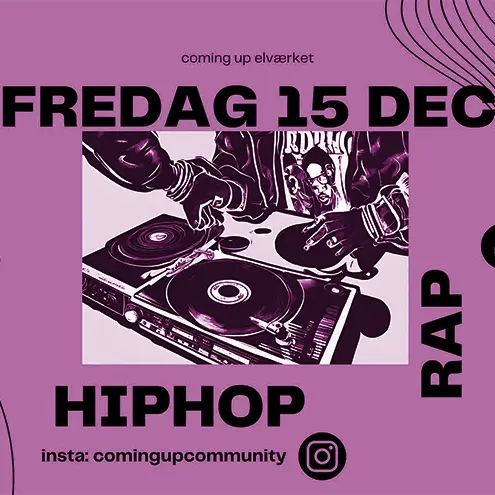 coming up elværket
FREDAG 15 DEC
RAP
HIPHOP
insta: comingupcommunity